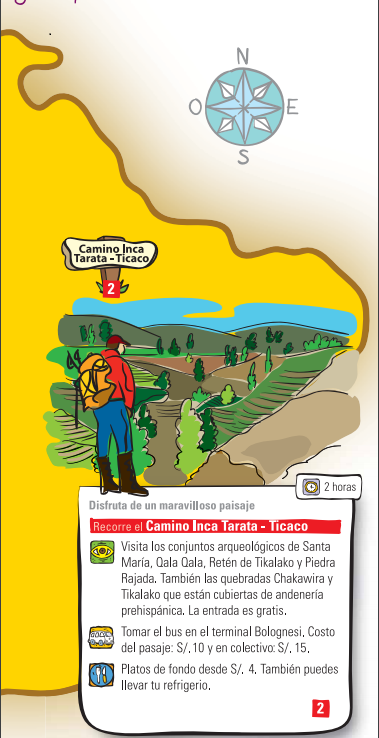 N
O E
S
Camino Inca
Tarata - Ticaco
2
2 horas
Disfruta de un maravilloso paisaje
Recorre el Camino Inca Tarata - Ticaco
Visita los conjuntos arqueológicos de Santa
María, Qala Qala, Retén de Tikalako y Piedra
Rajada. También las quebradas Chakawira y
Tikalako que están cubiertas de andenería
prehispánica. La entrada es gratis.
Tomar el bus en el terminal Bolognesi. Costo
del pasaje: S/. 10 y en colectivo: S/. 15.
Platos de fondo desde S/. 4. También puedes
llevar tu refrigerio.
2